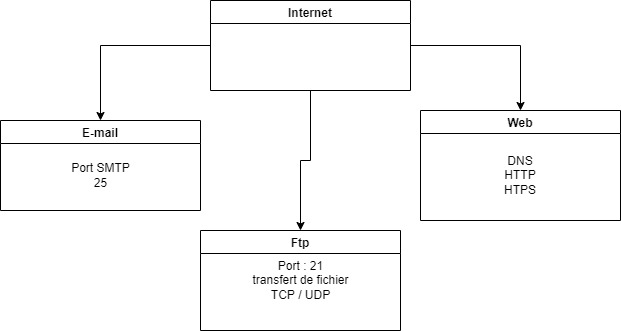 Internet
E-mail
Port SMTP
25
Web
DNS
HTTP
HTPS
Ftp
Port : 21
transfert de fichier
TCP / UDP